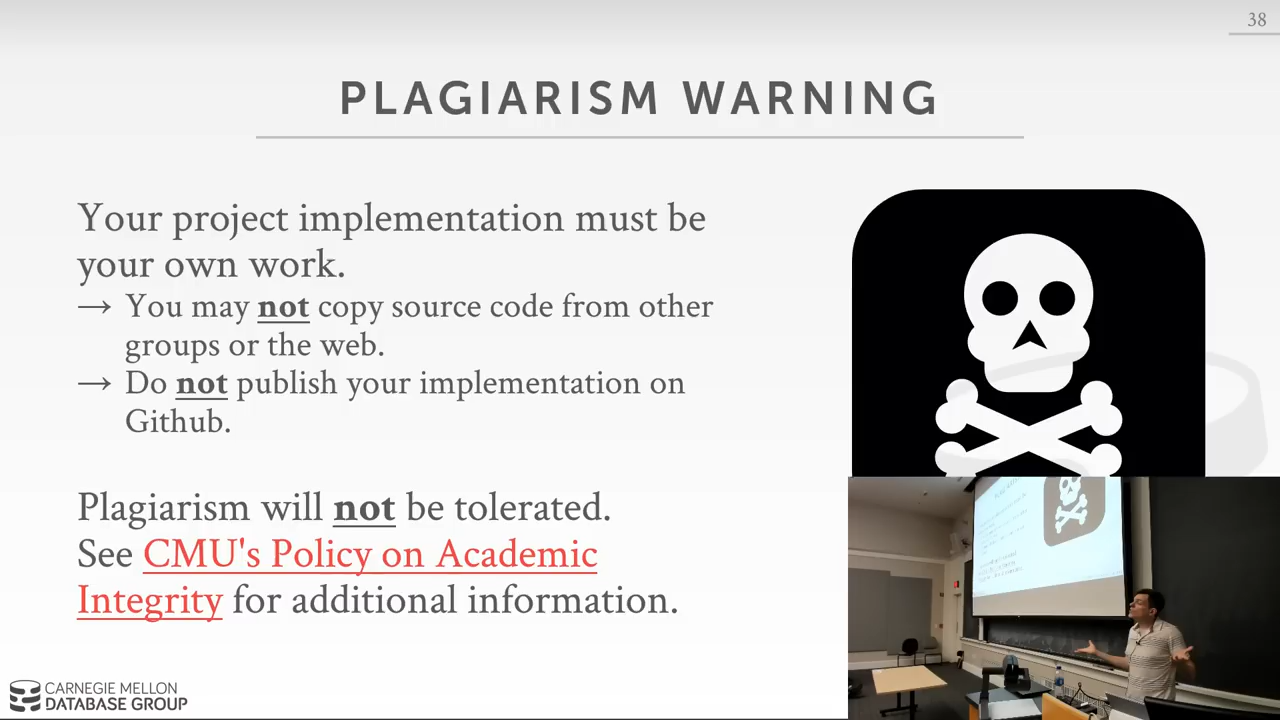 38
PLAGIARISM WARNING
Your project implementation must be
your own work.
→ You may not copy source code from other
groups or the web.
→ Do not publish your implementation on
Github.
Plagiarism will not be tolerated.
See CMU's Policy on Academic
Integrity for additional information.
CARNEGIE MELLON
DATABASE GROUP